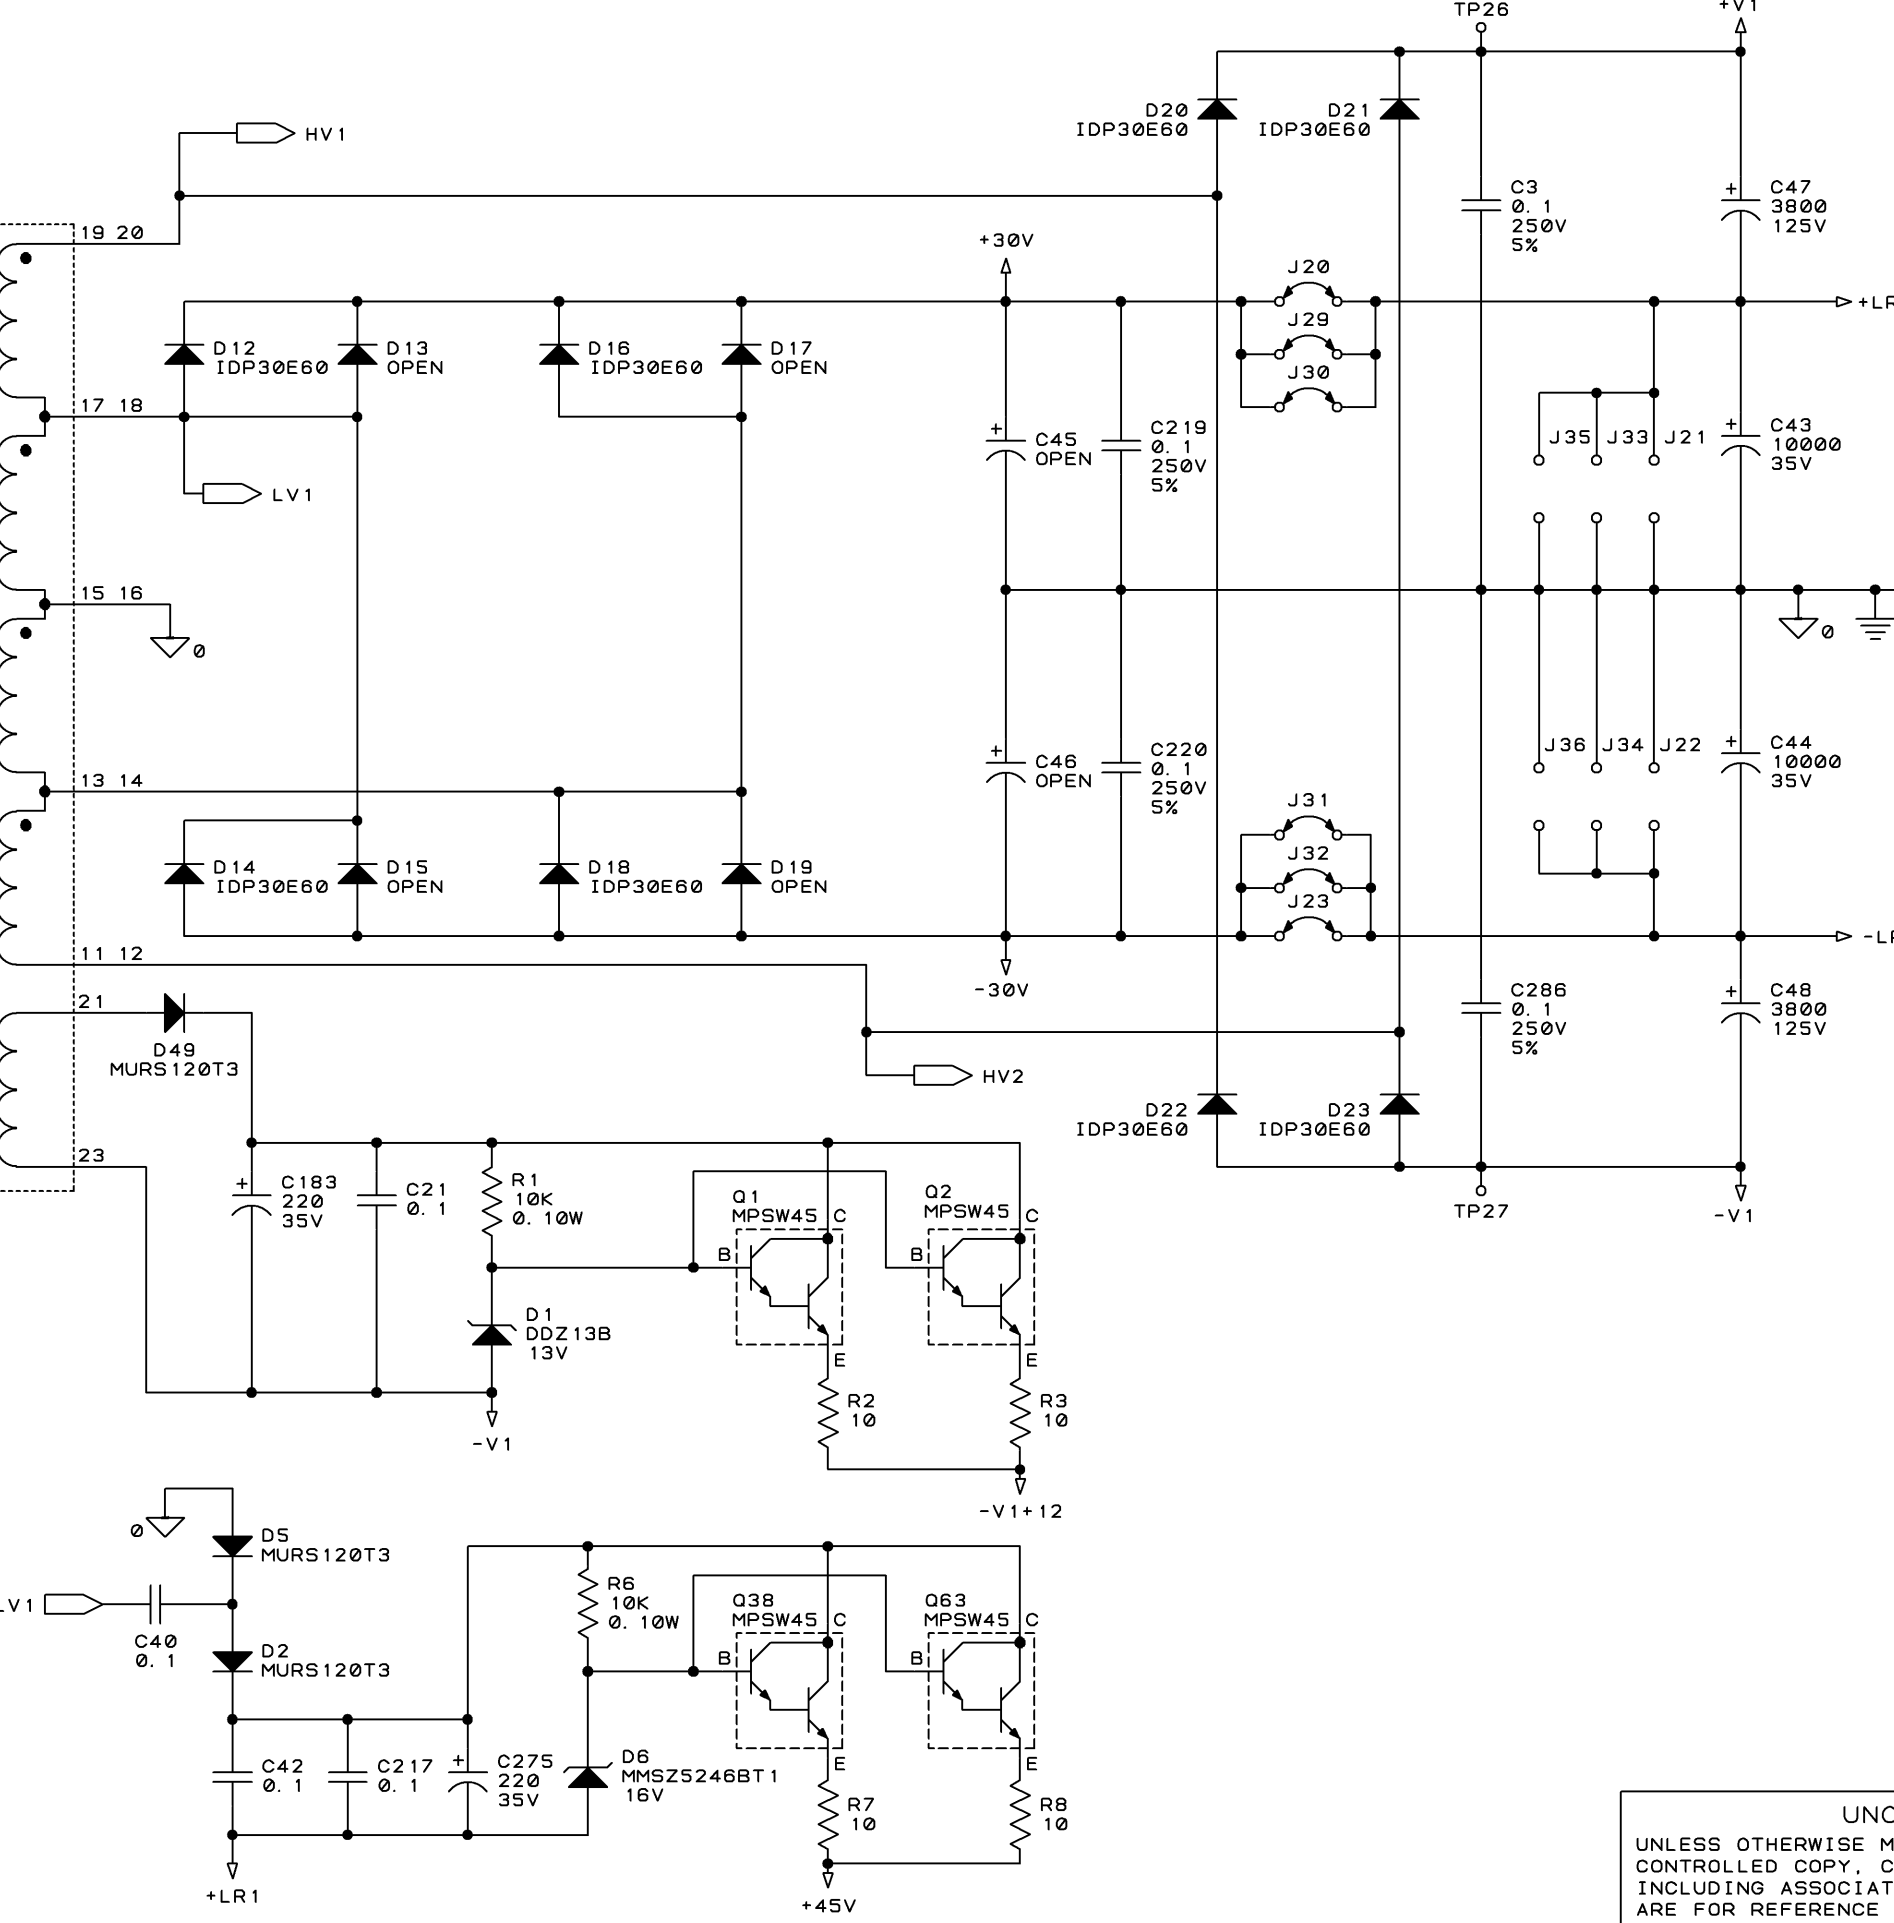 TP26
+V1
D20
IDP30E60
D21
IDP30E60
HV1
C3
0.1
250V
5%
+
C47
3800
125V
19 20
+30V
J20
+LR
J29
D12
IDP30E60
D13
OPEN
D16
IDP30E60
D17
OPEN
J30
17 18
+
C45
OPEN
C219
0.1
250V
5%
J35
J33
J21
+
C43
10000
35V
LV1
15 16
0
0
+
C46
OPEN
C220
0.1
250V
5%
J36
J34
J22
+
C44
10000
35V
13 14
J31
D14
IDP30E60
D15
OPEN
D18
IDP30E60
D19
OPEN
J32
J23
-LR
11 12
-30V
C286
0.1
250V
5%
+
C48
3800
125V
21
D49
MURS120T3
HV2
D22
IDP30E60
D23
IDP30E60
23
+
C183
220
35V
C21
0.1
R1
10K
0.10W
Q1
MPSW45
C
B
E
Q2
MPSW45
C
B
E
TP27
-V1
D1
DDZ13B
13V
R2
10
R3
10
-V1
-V1+12
0
D5
MURS120T3
LV1
C40
0.1
D2
MURS120T3
R6
10K
0.10W
Q38
MPSW45
C
B
E
Q63
MPSW45
C
B
E
C42
0.1
C217
0.1
+
C275
220
35V
D6
MMSZ5246BT1
16V
R7
10
R8
10
+LR1
+45V
UNC
UNLESS OTHERWISE M
CONTROLLED COPY, C
INCLUDING ASSOCIAT
ARE FOR REFERENCE